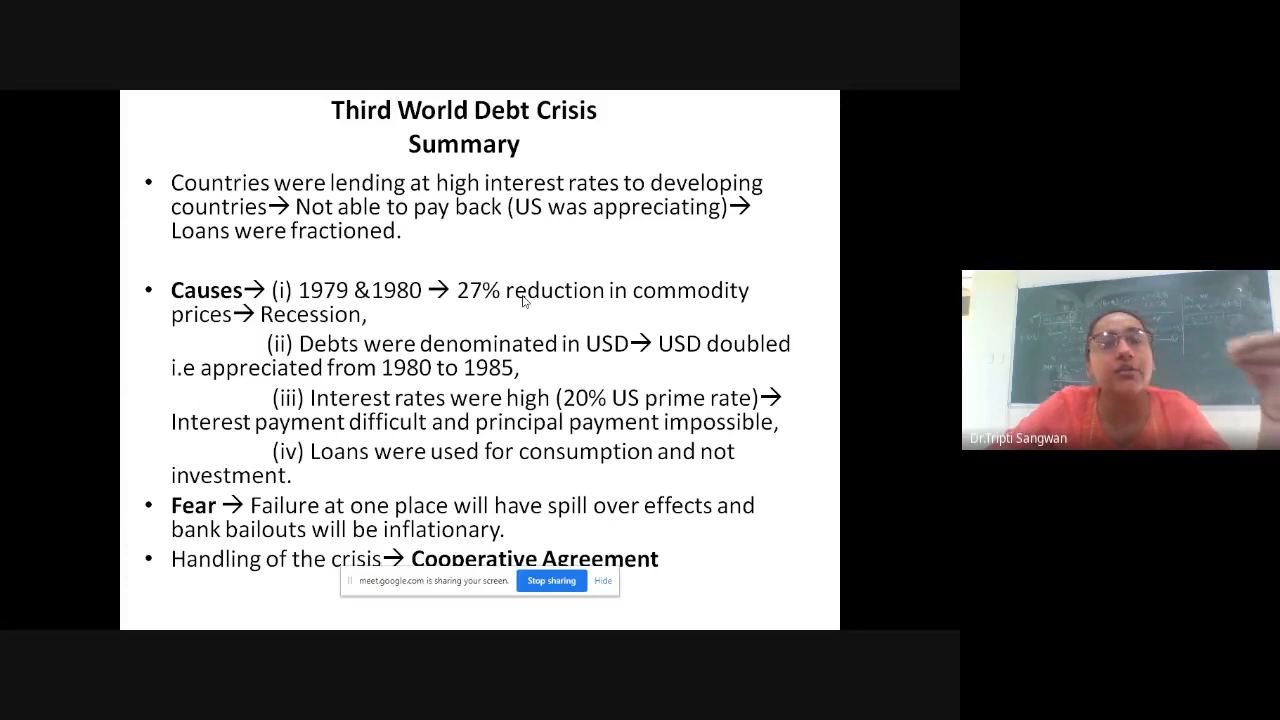 Third World Debt Crisis
Summary
• Countries were lending at high interest rates to developing
countries→ Not able to pay back (US was appreciating)→
Loans were fractioned.
• Causes→ (i) 1979 &1980 → 27% reduction in commodity
prices→ Recession,
(ii) Debts were denominated in USD→ USD doubled
i.e appreciated from 1980 to 1985,
(iii) Interest rates were high (20% US prime rate)→
Interest payment difficult and principal payment impossible,
(iv) Loans were used for consumption and not
investment.
• Fear → Failure at one place will have spill over effects and
bank bailouts will be inflationary.
• Handling of the crisis→ Cooperative Agreement
meet.google.com is sharing your screen. Stop sharing Hide
Dr.Tripti Sangwan